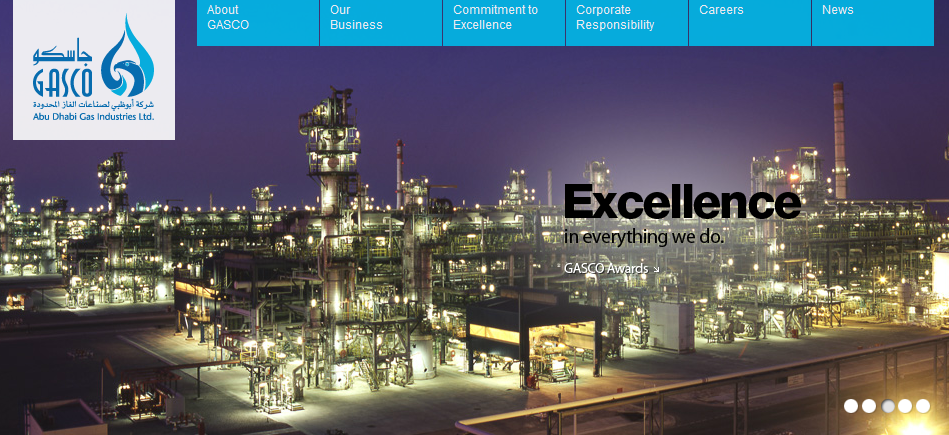 About
GASCO
Our
Business
Commitment to
Excellence
Corporate
Responsibility
Careers
News
جاسكو
GASCO
شركة أبوظبي لصناعات الغاز المحدودة
Abu Dhabi Gas Industries Ltd.
Excellence
in everything we do.
GASCO Awards